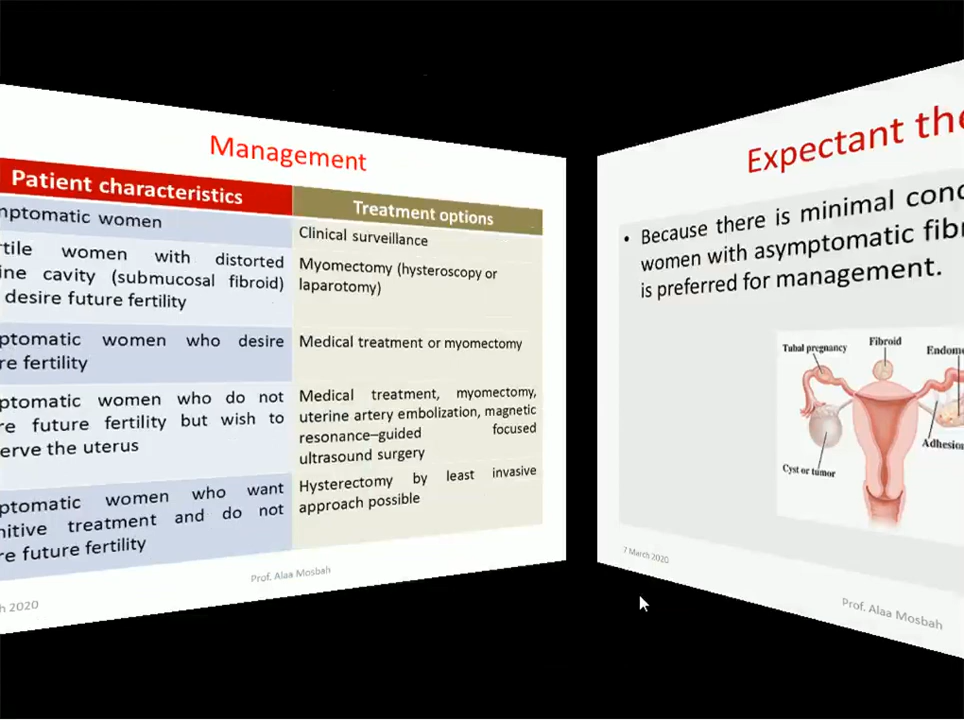 Management
Patient characteristics
Treatment options
mptomatic women
Clinical surveillance
rtile women with distorted
ine cavity (submucosal fibroid)
desire future fertility
Myomectomy (hysteroscopy or
laparotomy)
ptomatic women who desire
re fertility
Medical treatment or myomectomy
ptomatic women who do not
re future fertility but wish to
erve the uterus
Medical treatment, myomectomy,
uterine artery embolization, magnetic
resonance–guided focused
ultrasound surgery
ptomatic women who want
nitive treatment and do not
re future fertility
Hysterectomy by least invasive
approach possible
h 2020
Prof. Alaa Mosbah
Expectant the
• Because there is minimal conc
women with asymptomatic fibr
is preferred for management.
Tubal pregnancy
Fibroid
Endome
Adhesion
Cyst or tumor
7 March 2020
Prof. Alaa Mosbah